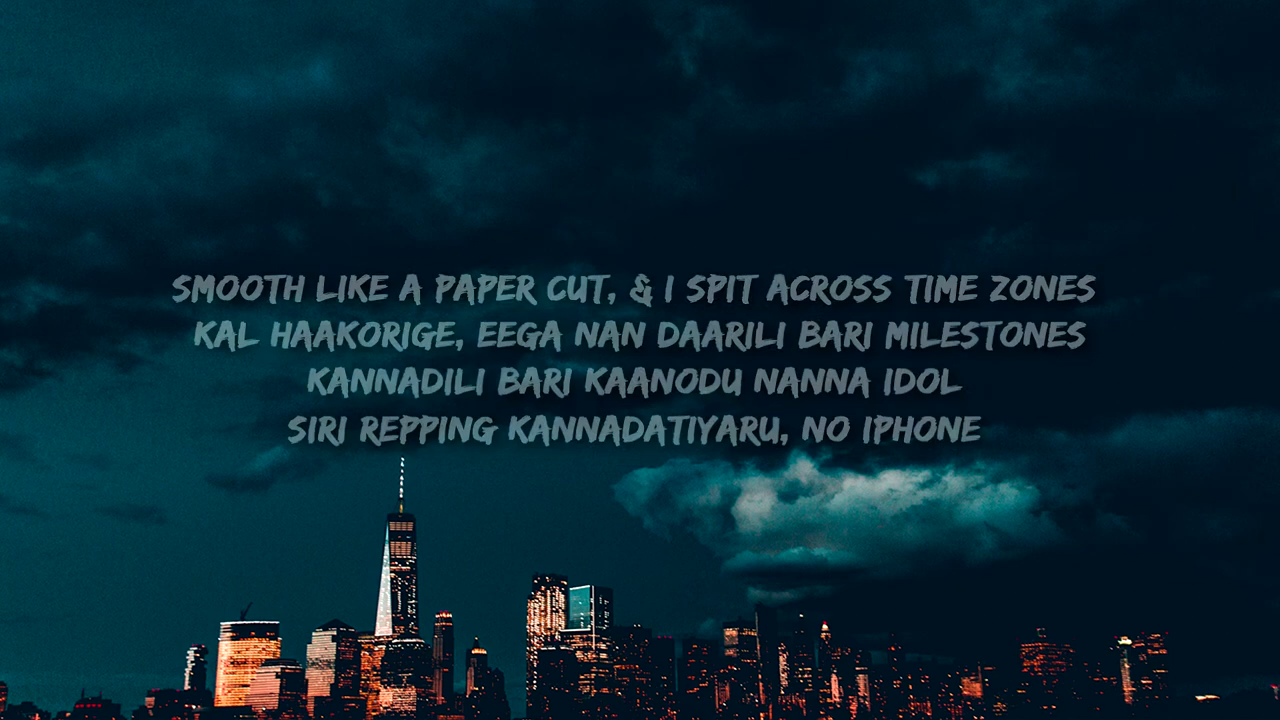 SMOOTH LIKE A PAPER CUT, & I SPIT ACROSS TIME ZONES
KAL HAAKORIGE, EEGA NAN DAARILI BARI MILESTONES
KANNADILI BARI KAANODU NANNA IDOL
SIRI REPPING KANNADATIYARU, NO IPHONE